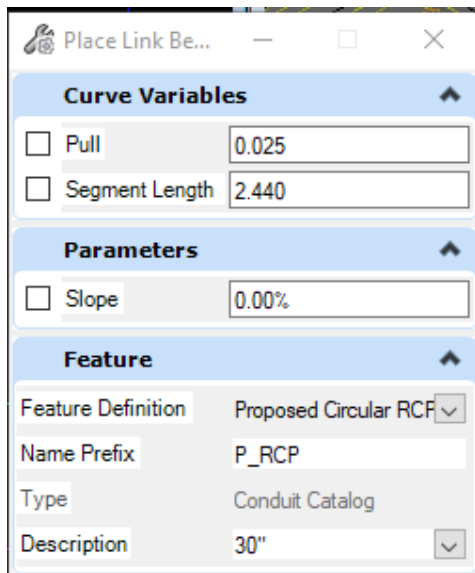 Place Link Be...
Curve Variables
Pull 0.025
Segment Length 2.440
Parameters
Slope 0.00%
Feature
Feature Definition Proposed Circular RCP
Name Prefix P_RCP
Type Conduit Catalog
Description 30"